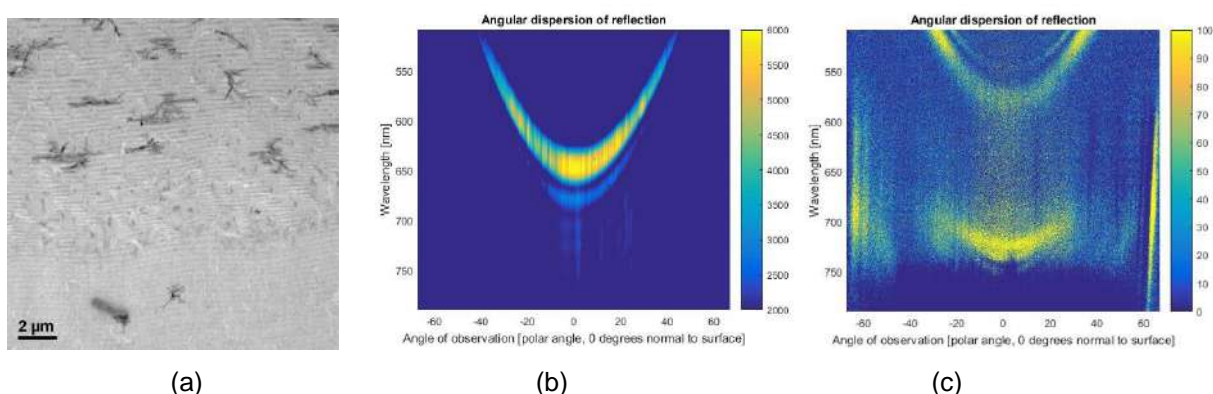 2 µm
(a)
Angular dispersion of reflection
Wavelength [nm]
550
600
650
700
750
-60 -40 -20 0 20 40 60
Angle of observation [polar angle, 0 degrees normal to surface]
6000
5500
5000
4500
4000
3500
3000
2500
2000
(b)
Angular dispersion of reflection
Wavelength [nm]
550
600
650
700
750
-60 -40 -20 0 20 40 60
Angle of observation [polar angle, 0 degrees normal to surface]
100
90
80
70
60
50
40
30
20
10
0
(c)